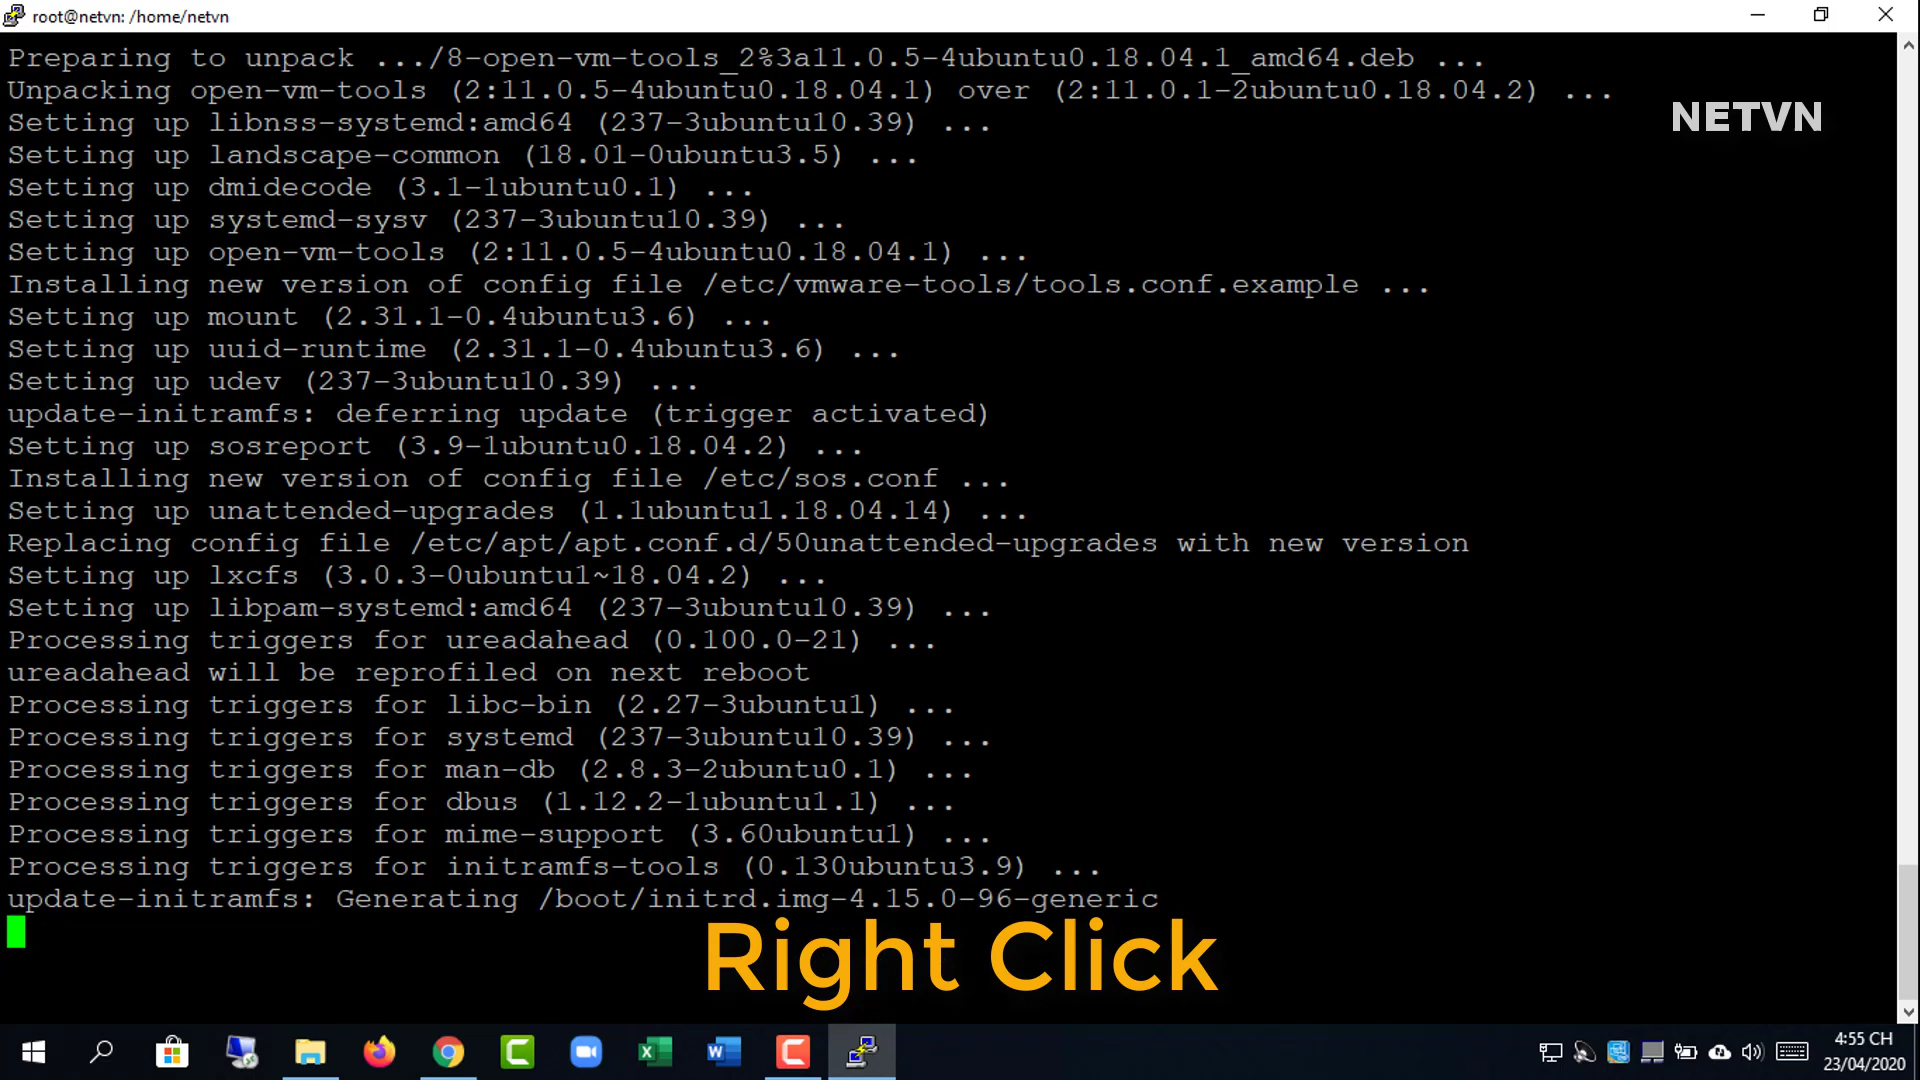 root@netvn: /home/netvn
Preparing to unpack .../8-open-vm-tools_2%3a11.0.5-4ubuntu0.18.04.1_amd64.deb ...
Unpacking open-vm-tools (2:11.0.5-4ubuntu0.18.04.1) over (2:11.0.1-2ubuntu0.18.04.2) ...
NETVN
Setting up libnss-systemd:amd64 (237-3ubuntu10.39) ...
Setting up landscape-common (18.01-0ubuntu3.5) ...
Setting up dmidecode (3.1-1ubuntu0.1) ...
Setting up systemd-sysv (237-3ubuntu10.39) ...
Setting up open-vm-tools (2:11.0.5-4ubuntu0.18.04.1) ...
Installing new version of config file /etc/vmware-tools/tools.conf.example ...
Setting up mount (2.31.1-0.4ubuntu3.6) ...
Setting up uuid-runtime (2.31.1-0.4ubuntu3.6) ...
Setting up udev (237-3ubuntu10.39) ...
update-initramfs: deferring update (trigger activated)
Setting up sosreport (3.9-1ubuntu0.18.04.2) ...
Installing new version of config file /etc/sos.conf ...
Setting up unattended-upgrades (1.1ubuntu1.18.04.14) ...
Replacing config file /etc/apt/apt.conf.d/50unattended-upgrades with new version
Setting up lxcfs (3.0.3-0ubuntu1~18.04.2) ...
Setting up libpam-systemd:amd64 (237-3ubuntu10.39) ...
Processing triggers for ureadahead (0.100.0-21) ...
ureadahead will be reprofiled on next reboot
Processing triggers for libc-bin (2.27-3ubuntu1) ...
Processing triggers for systemd (237-3ubuntu10.39) ...
Processing triggers for man-db (2.8.3-2ubuntu0.1) ...
Processing triggers for dbus (1.12.2-1ubuntu1.1) ...
Processing triggers for mime-support (3.60ubuntu1) ...
Processing triggers for initramfs-tools (0.130ubuntu3.9) ...
update-initramfs: Generating /boot/initrd.img-4.15.0-96-generic
Right Click
4:55 CH
23/04/2020